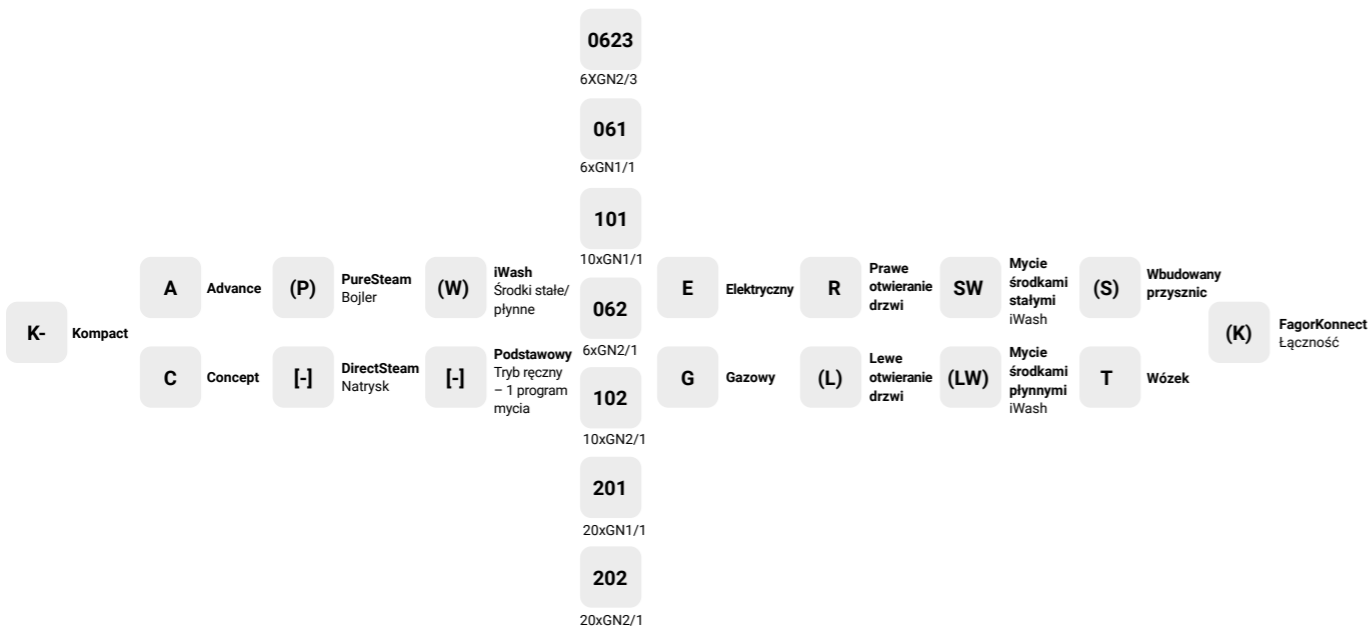 0623
6XGN2/3
061
6xGN1/1
101
10xGN1/1
062
6xGN2/1
102
10xGN2/1
201
20xGN1/1
202
20xGN2/1
K-
Kompact
A
Advance
C
Concept
(P)
PureSteam
Bojler
[-]
DirectSteam
Natrysk
(W)
iWash
Środki stałe/
płynne
[-]
Podstawowy
Tryb ręczny
– 1 program
mycia
E
Elektryczny
G
Gazowy
R
Prawe
otwieranie
drzwi
(L)
Lewe
otwieranie
drzwi
SW
Mycie
środkami
stałymi
iWash
(LW)
Mycie
środkami
płynnymi
iWash
(S)
Wbudowany
przysznic
T
Wózek
(K)
FagorKonnect
Łączność